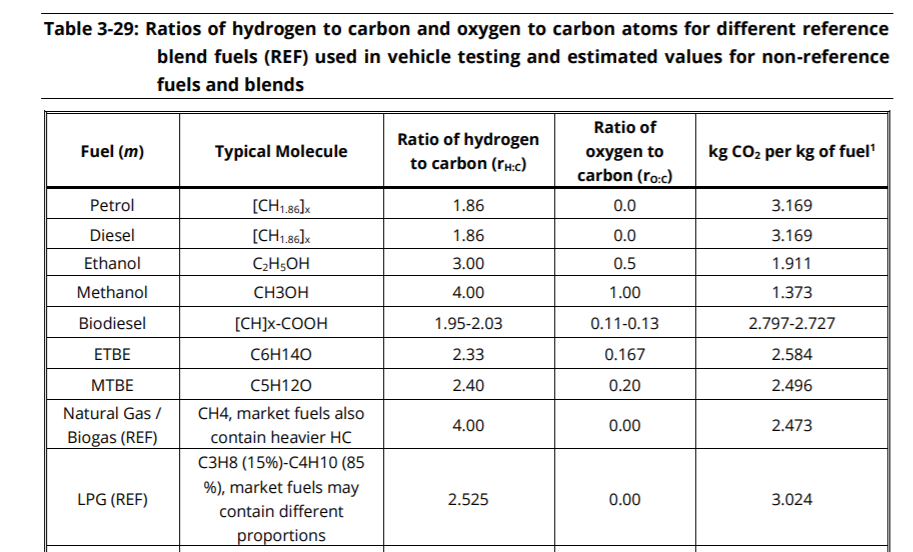 Table 3-29: Ratios of hydrogen to carbon and oxygen to carbon atoms for different reference
blend fuels (REF) used in vehicle testing and estimated values for non-reference
fuels and blends
Fuel (m)
Typical Molecule
Ratio of hydrogen
to carbon (rH:C)
Ratio of
oxygen to
carbon (rO:C)
kg CO₂ per kg of fuel¹
Petrol [CH1.86]x 1.86 0.0 3.169
Diesel [CH1.86]x 1.86 0.0 3.169
Ethanol C₂H₅OH 3.00 0.5 1.911
Methanol CH3OH 4.00 1.00 1.373
Biodiesel [CH]x-COOH 1.95-2.03 0.11-0.13 2.797-2.727
ETBE C6H14O 2.33 0.167 2.584
MTBE C5H12O 2.40 0.20 2.496
Natural Gas /
Biogas (REF)
CH4, market fuels also
contain heavier HC
4.00 0.00 2.473
LPG (REF)
C3H8 (15%)-C4H10 (85
%), market fuels may
contain different
proportions
2.525 0.00 3.024